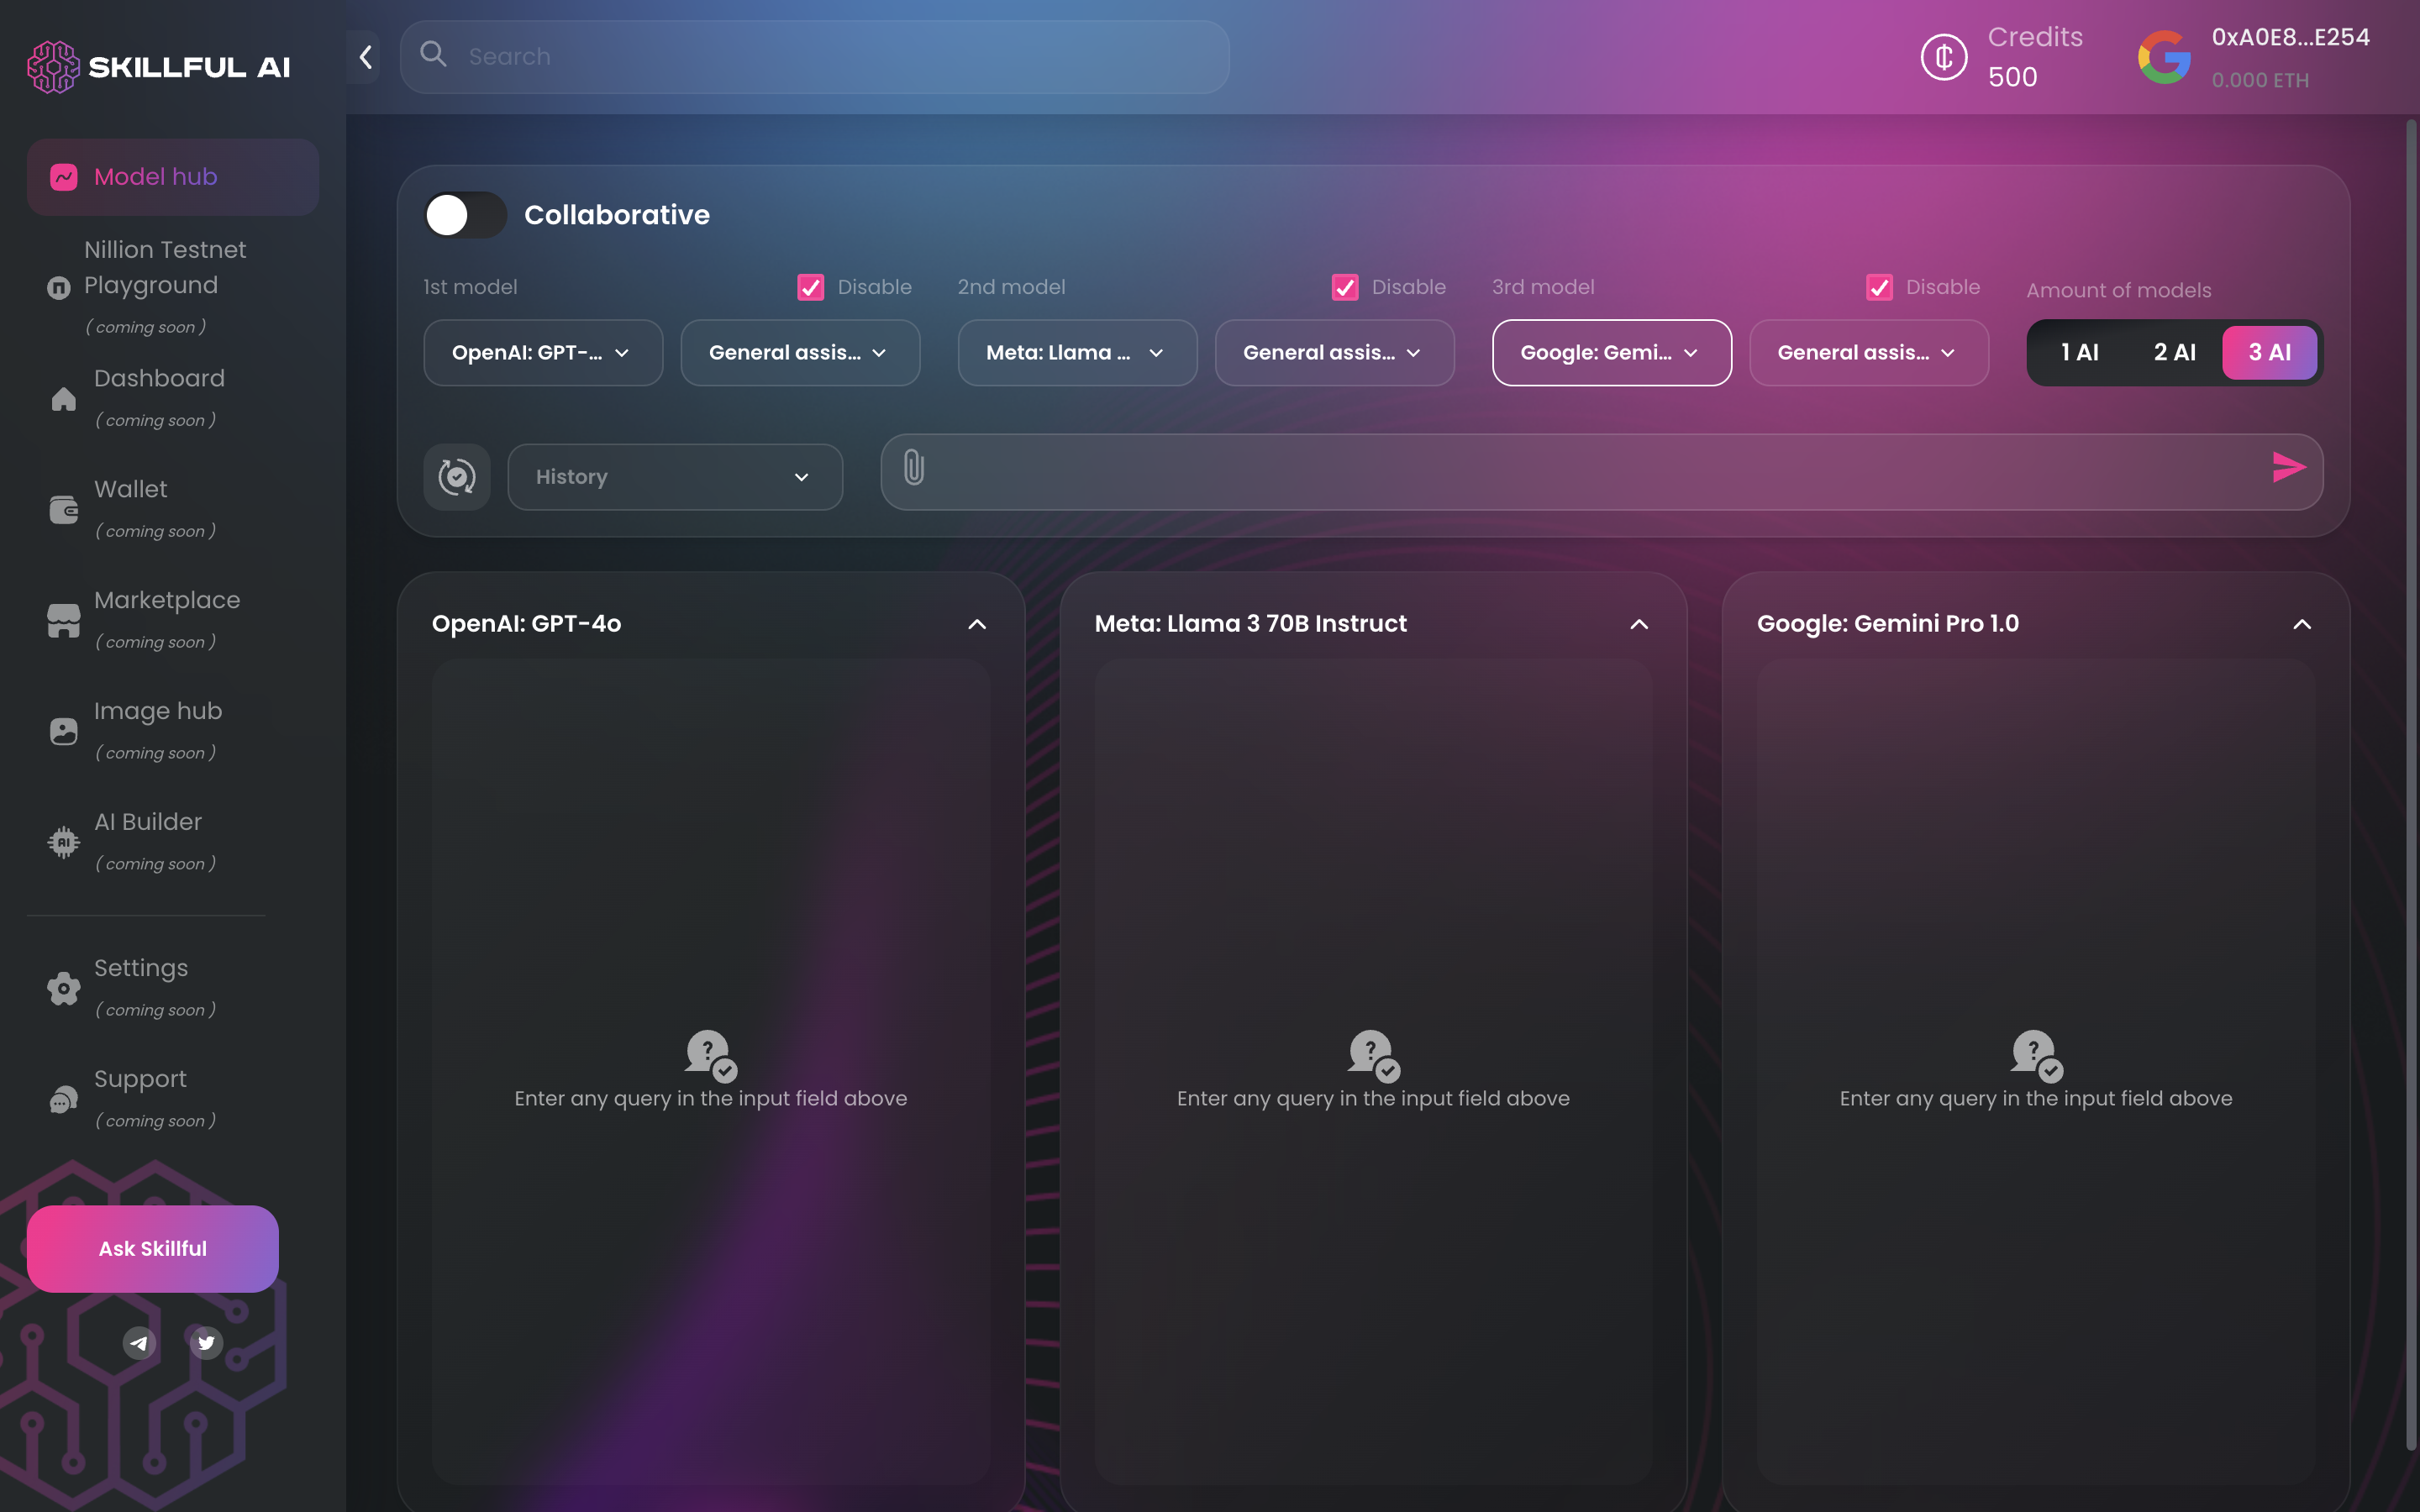 SKILLFUL AI
Search
Credits
500
0xA0E8...E254
0.000 ETH
Model hub
Nillion Testnet
Playground
( coming soon )
Dashboard
( coming soon )
Wallet
( coming soon )
Marketplace
( coming soon )
Image hub
( coming soon )
AI Builder
( coming soon )
Settings
( coming soon )
Support
( coming soon )
Ask Skillful
Collaborative
1st model
Disable
2nd model
Disable
3rd model
Disable
Amount of models
OpenAI: GPT-...
General assis...
Meta: Llama ...
General assis...
Google: Gemi...
General assis...
1 AI
2 AI
3 AI
History
OpenAI: GPT-4o
Enter any query in the input field above
Meta: Llama 3 70B Instruct
Enter any query in the input field above
Google: Gemini Pro 1.0
Enter any query in the input field above